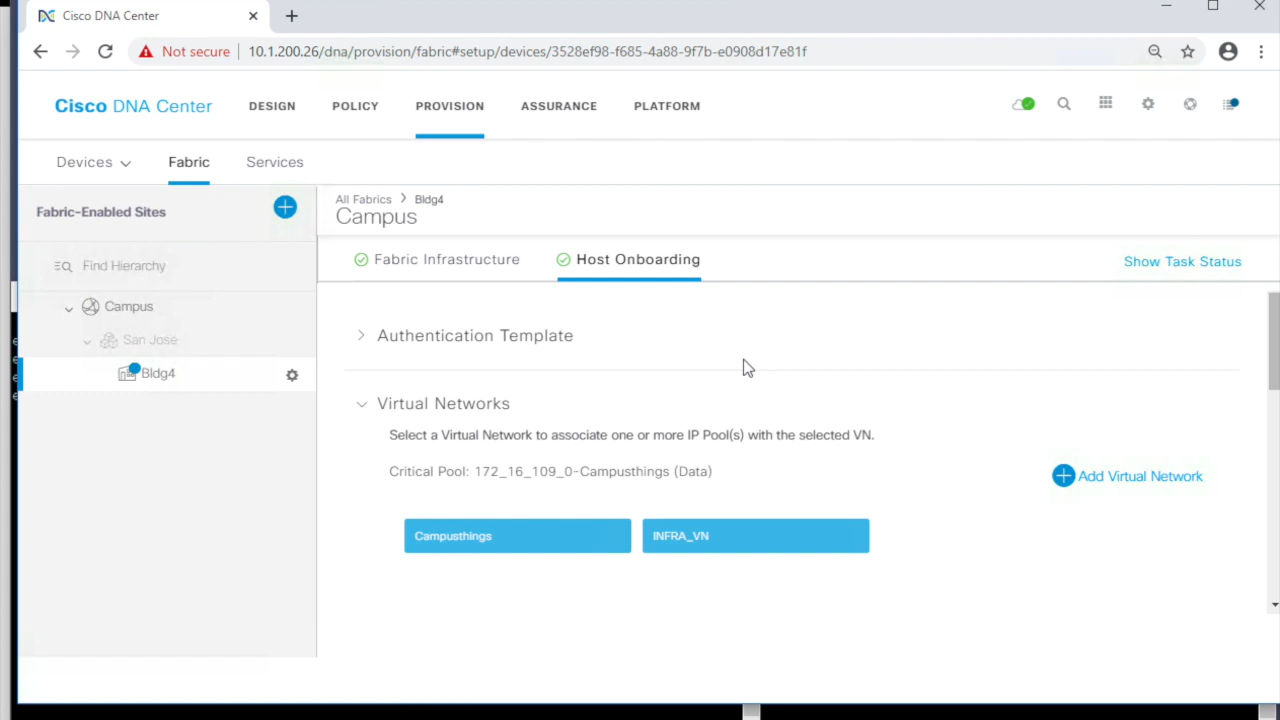 Cisco DNA Center
Not secure
10.1.200.26/dna/provision/fabric#setup/devices/3528ef98-f685-4a88-9f7b-e0908d17e81f
Cisco DNA Center
DESIGN
POLICY
PROVISION
ASSURANCE
PLATFORM
Devices
Fabric
Services
Fabric-Enabled Sites
Find Hierarchy
Campus
San Jose
Bldg4
All Fabrics
Bldg4
Campus
Fabric Infrastructure
Host Onboarding
Show Task Status
Authentication Template
Virtual Networks
Select a Virtual Network to associate one or more IP Pool(s) with the selected VN.
Critical Pool: 172_16_109_0-Campusthings (Data)
Add Virtual Network
Campusthings
INFRA_VN